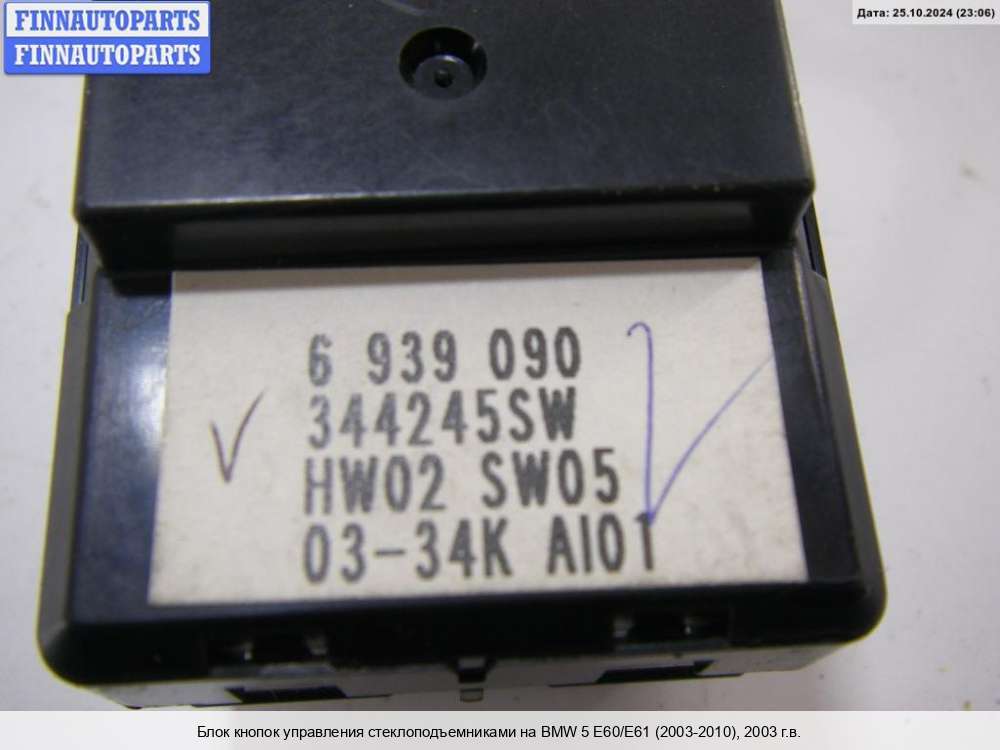 FINNAUTOPARTS
FINNAUTOPARTS
Дата: 25.10.2024 (23:06)
6 939 090
344245SW
HW02 SW05
03-34K AI01
Блок кнопок управления стеклоподъемниками на BMW 5 E60/E61 (2003-2010), 2003 г.в.